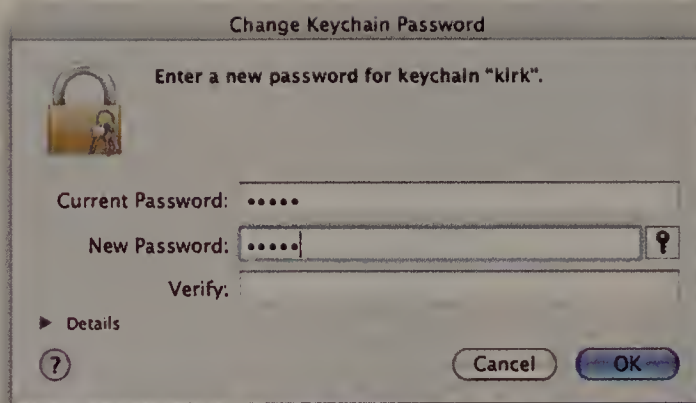 Change Keychain Password
Enter a new password for keychain "kirk".
Current Password: •••••
New Password: •••••
Verify:
Details
?
Cancel OK